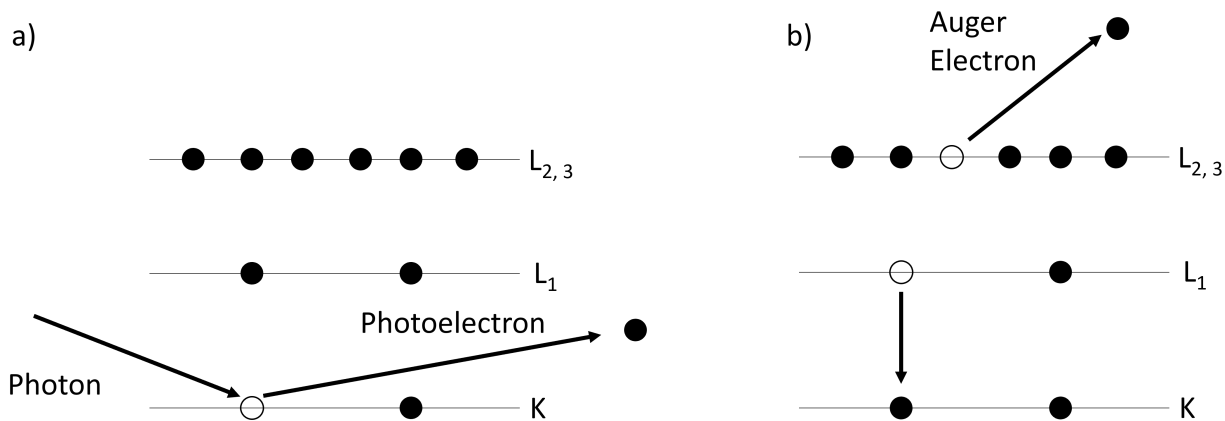 a)
L2, 3
L1
Photoelectron
Photon
K
b)
Auger
Electron
L2, 3
L1
K